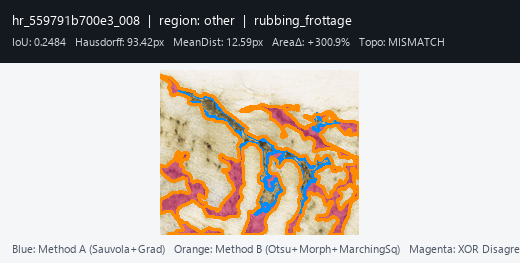 hr_559791b700e3_008 | region: other | rubbing_frottage
IoU: 0.2484 Hausdorff: 93.42px MeanDist: 12.59px AreaΔ: +300.9% Topo: MISMATCH
Blue: Method A (Sauvola+Grad) Orange: Method B (Otsu+Morph+MarchingSq) Magenta: XOR Disagre